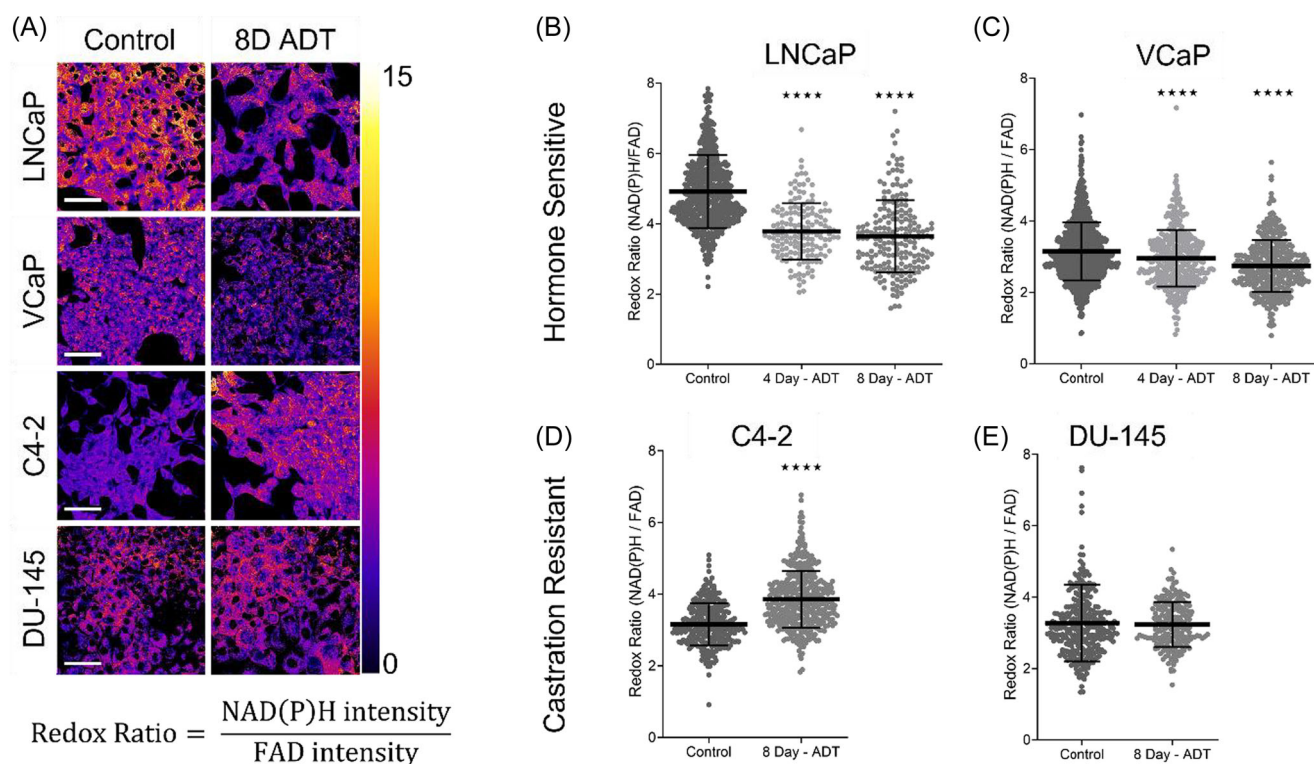 (A)
Control
8D ADT
LNCaP
VCaP
C4-2
DU-145
15
0
Redox Ratio = NAD(P)H intensity
FAD intensity
Hormone Sensitive
(B)
LNCaP
★★★★ ★★★★
Redox Ratio (NAD(P)H/FAD)
8
6
4
2
0
Control 4 Day - ADT 8 Day - ADT
(C)
VCaP
★★★★ ★★★★
Redox Ratio (NAD(P)H / FAD)
8
6
4
2
0
Control 4 Day - ADT 8 Day - ADT
Castration Resistant
(D)
C4-2
★★★★
Redox Ratio (NAD(P)H / FAD)
8
6
4
2
0
Control 8 Day - ADT
(E)
DU-145
Redox Ratio (NAD(P)H / FAD)
8
6
4
2
0
Control 8 Day - ADT